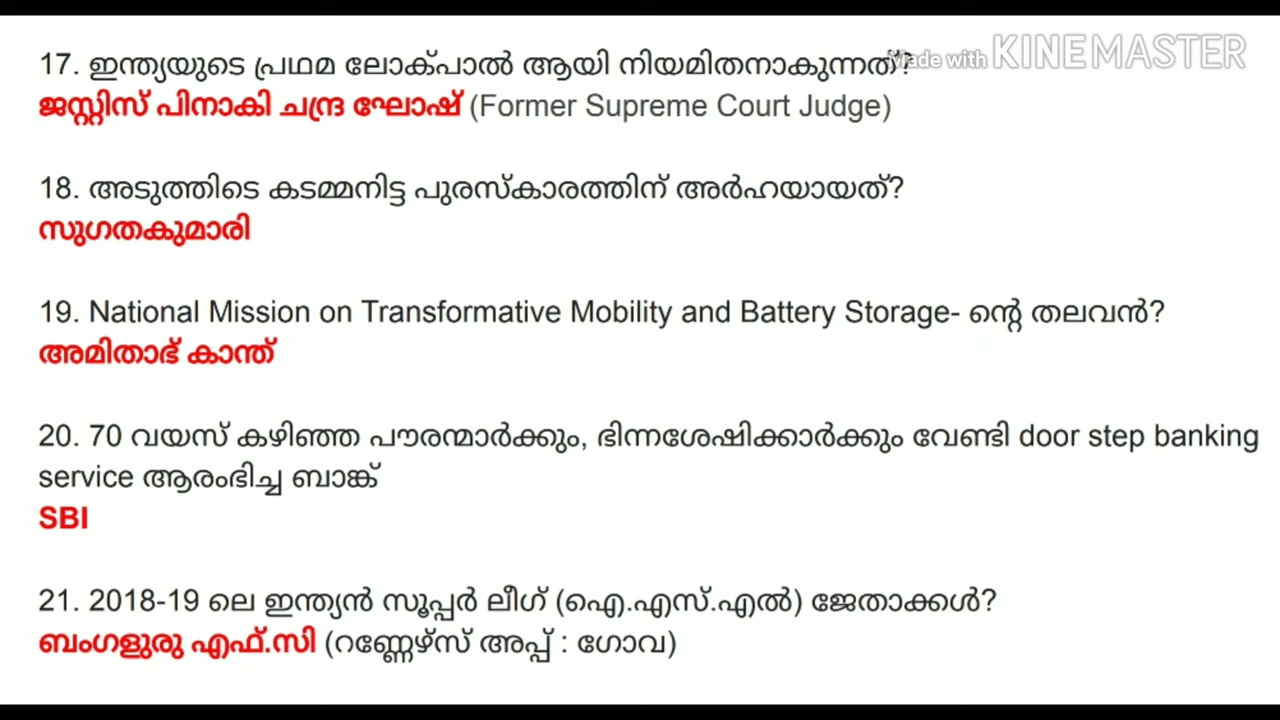 Made with KINEMASTER
17. ഇന്ത്യയുടെ പ്രഥമ ലോക്പാൽ ആയി നിയമിതനാകുന്നത്?
ജസ്റ്റിസ് പിനാകി ചന്ദ്ര ഘോഷ് (Former Supreme Court Judge)
18. അടുത്തിടെ കടമ്മനിട്ട പുരസ്കാരത്തിന് അർഹയായത്?
സുഗതകുമാരി
19. National Mission on Transformative Mobility and Battery Storage- ന്റെ തലവൻ?
അമിതാഭ് കാന്ത്
20. 70 വയസ് കഴിഞ്ഞ പൗരന്മാർക്കും, ഭിന്നശേഷിക്കാർക്കും വേണ്ടി door step banking
service ആരംഭിച്ച ബാങ്ക്
SBI
21. 2018-19 ലെ ഇന്ത്യൻ സൂപ്പർ ലീഗ് (ഐ.എസ്.എൽ) ജേതാക്കൾ?
ബംഗളുരു എഫ്.സി (റണ്ണേഴ്സ് അപ്പ് : ഗോവ)